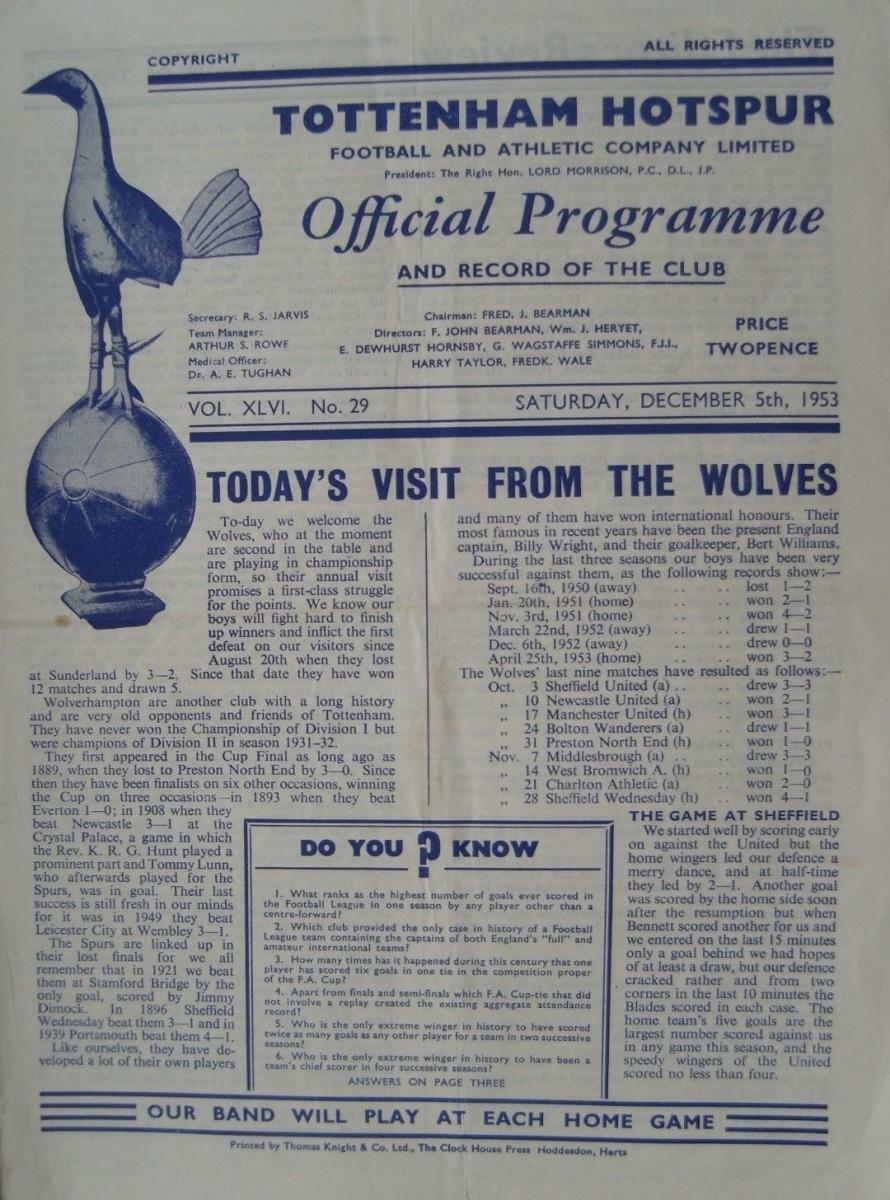 COPYRIGHT
ALL RIGHTS RESERVED
TOTTENHAM HOTSPUR
FOOTBALL AND ATHLETIC COMPANY LIMITED
President: The Right Hon. LORD MORRISON, P.C., D.L., J.P.
Official Programme
AND RECORD OF THE CLUB
Secretary: R. S. JARVIS
Team Manager:
ARTHUR S. ROWE
Medical Officer:
Dr. A. E. TUGHAN
Chairman: FRED. J. BEARMAN
Directors: F. JOHN BEARMAN, Wm. J. HERYET,
E. DEWHURST HORNSBY, G. WAGSTAFFE SIMMONS, F.J.I.,
HARRY TAYLOR, FREDK. WALE
PRICE
TWOPENCE
VOL. XLVI. No. 29
SATURDAY, DECEMBER 5th, 1953
TODAY'S VISIT FROM THE WOLVES
To-day we welcome the
Wolves, who at the moment
are second in the table and
are playing in championship
form, so their annual visit
promises a first-class struggle
for the points. We know our
boys will fight hard to finish
up winners and inflict the first
defeat on our visitors since
August 20th when they lost
at Sunderland by 3—2. Since that date they have won
12 matches and drawn 5.
Wolverhampton are another club with a long history
and are very old opponents and friends of Tottenham.
They have never won the Championship of Division I but
were champions of Division II in season 1931-32.
They first appeared in the Cup Final as long ago as
1889, when they lost to Preston North End by 3—0. Since
then they have been finalists on six other occasions, winning
the Cup on three occasions—in 1893 when they beat
Everton 1—0; in 1908 when they
beat Newcastle 3—1 at the
Crystal Palace, a game in which
the Rev. K. R. G. Hunt played a
prominent part and Tommy Lunn,
who afterwards played for the
Spurs, was in goal. Their last
success is still fresh in our minds
for it was in 1949 they beat
Leicester City at Wembley 3—1.
The Spurs are linked up in
their lost finals for we all
remember that in 1921 we beat
them at Stamford Bridge by the
only goal, scored by Jimmy
Dimock. In 1896 Sheffield
Wednesday beat them 3—1 and in
1939 Portsmouth beat them 4—1.
Like ourselves, they have de-
veloped a lot of their own players
and many of them have won international honours. Their
most famous in recent years have been the present England
captain, Billy Wright, and their goalkeeper, Bert Williams.
During the last three seasons our boys have been very
successful against them, as the following records show:—
Sept. 16th, 1950 (away) .. .. lost 1—2
Jan. 20th, 1951 (home) .. .. won 2—1
Nov. 3rd, 1951 (home) .. .. won 4—2
March 22nd, 1952 (away) .. .. drew 1—1
Dec. 6th, 1952 (away) .. .. drew 0—0
April 25th, 1953 (home) .. .. won 3—2
The Wolves' last nine matches have resulted as follows:—
Oct. 3 Sheffield United (a) .. .. drew 3—3
„ 10 Newcastle United (a) .. won 2—1
„ 17 Manchester United (h) .. won 3—1
„ 24 Bolton Wanderers (a) .. drew 1—1
„ 31 Preston North End (h) .. won 1—0
Nov. 7 Middlesbrough (a) .. .. drew 3—3
„ 14 West Bromwich A. (h) .. won 1—0
„ 21 Charlton Athletic (a) .. won 2—0
„ 28 Sheffield Wednesday (h) .. won 4—1
THE GAME AT SHEFFIELD
We started well by scoring early
on against the United but the
home wingers led our defence a
merry dance, and at half-time
they led by 2—1. Another goal
was scored by the home side soon
after the resumption but when
Bennett scored another for us and
we entered on the last 15 minutes
only a goal behind we had hopes
of at least a draw, but our defence
cracked rather and from two
corners in the last 10 minutes the
Blades scored in each case. The
home team's five goals are the
largest number scored against us
in any game this season, and the
speedy wingers of the United
scored no less than four.
DO YOU ? KNOW
1. What ranks as the highest number of goals ever scored in
the Football League in one season by any player other than a
centre-forward?
2. Which club provided the only case in history of a Football
League team containing the captains of both England's "full" and
amateur international teams?
3. How many times has it happened during this century that one
player has scored six goals in one tie in the competition proper
of the F.A. Cup?
4. Apart from finals and semi-finals which F.A. Cup-tie that did
not involve a replay created the existing aggregate attendance
record?
5. Who is the only extreme winger in history to have scored
twice as many goals as any other player for a team in two successive
seasons?
6. Who is the only extreme winger in history to have been a
team's chief scorer in four successive seasons?
ANSWERS ON PAGE THREE
OUR BAND WILL PLAY AT EACH HOME GAME
Printed by Thomas Knight & Co. Ltd., The Clock House Press Hoddesdon, Herts